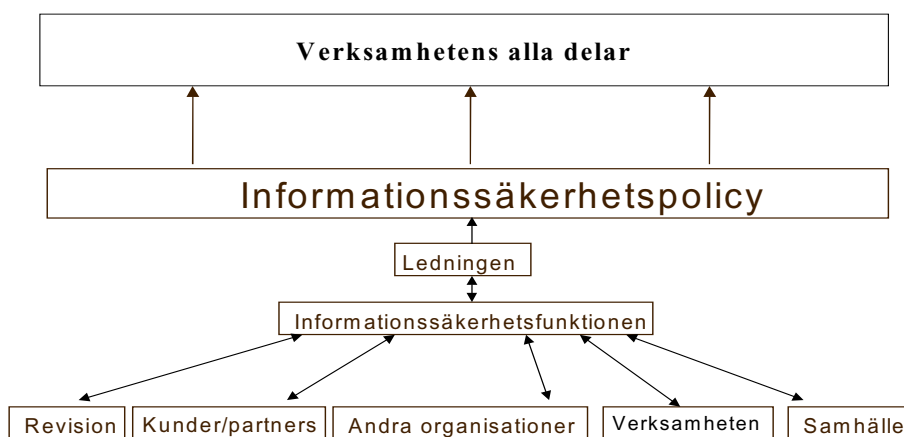 Verksamhetens alla delar
Informationssäkerhetspolicy
Ledningen
Informationssäkerhetsfunktionen
Revision
Kunder/partners
Andra organisationer
Verksamheten
Samhälle